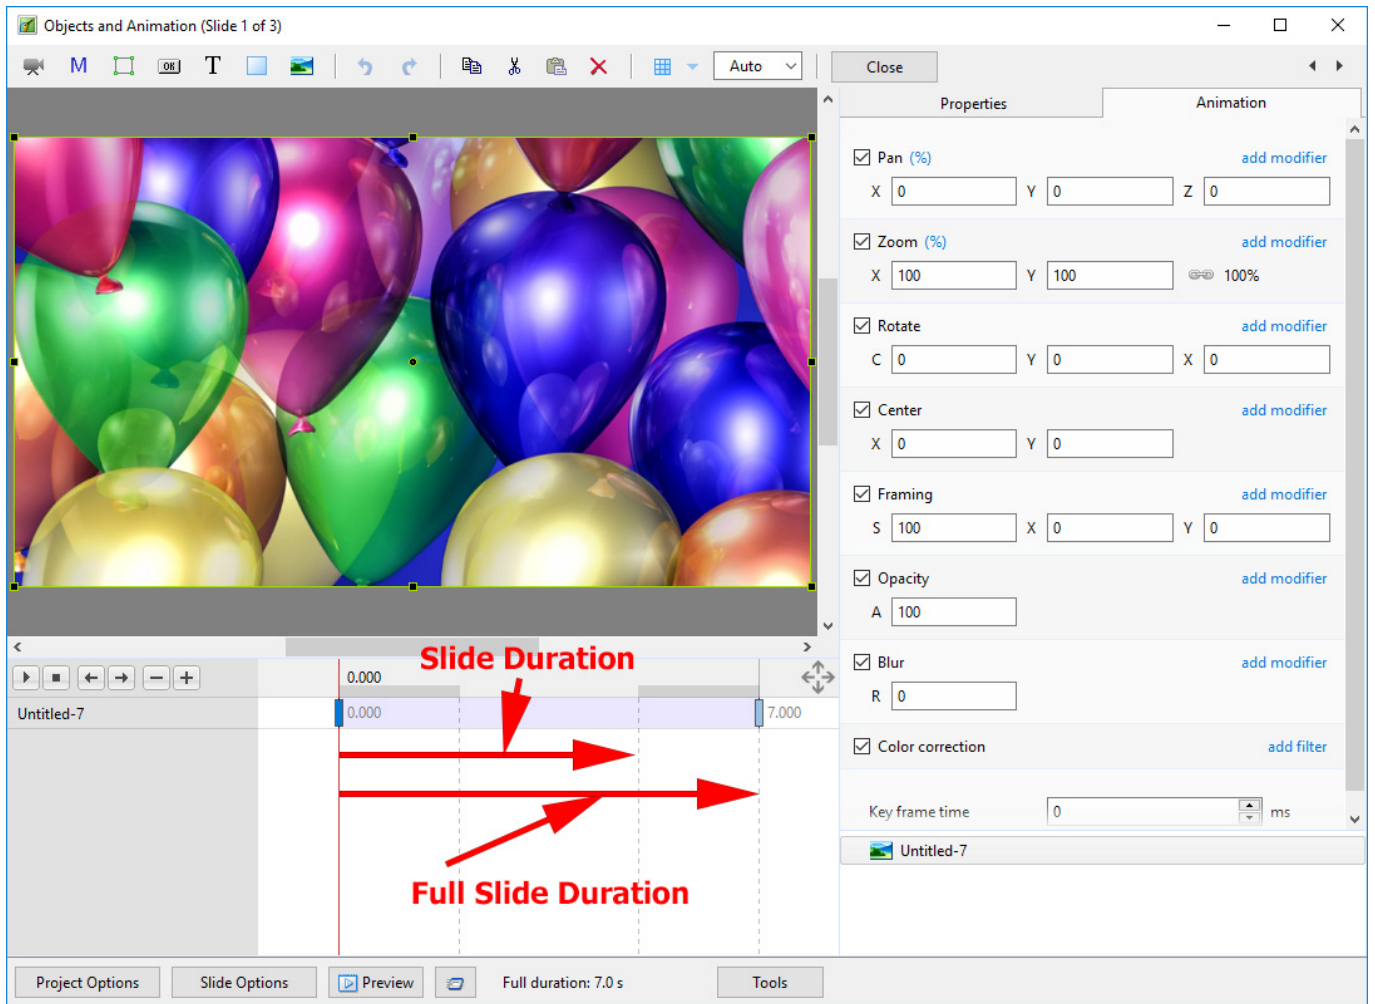 Objects and Animation (Slide 1 of 3)
M OK T Auto Close
Properties Animation
Pan (%) add modifier
X 0 Y 0 Z 0
Zoom (%) add modifier
X 100 Y 100 100%
Rotate add modifier
C 0 Y 0 X 0
Center add modifier
X 0 Y 0
Framing add modifier
S 100 X 0 Y 0
Opacity add modifier
A 100
Blur add modifier
R 0
Color correction add filter
Key frame time 0 ms
Untitled-7
Slide Duration
0.000
Untitled-7 0.000 7.000
Full Slide Duration
Project Options Slide Options Preview Full duration: 7.0 s Tools